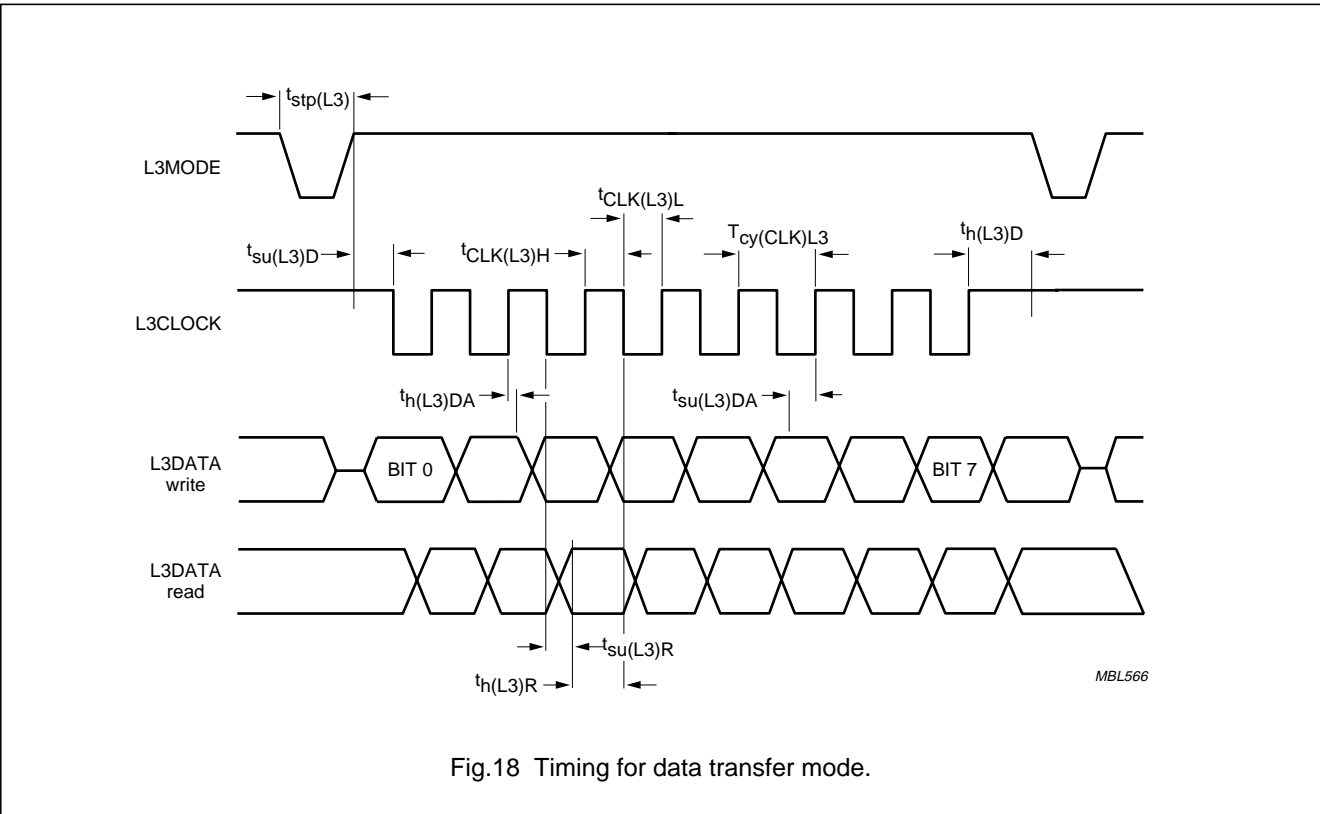 tstp(L3)
L3MODE
tCLK(L3)L
tsu(L3)D
tCLK(L3)H
Tcy(CLK)L3
th(L3)D
L3CLOCK
th(L3)DA
tsu(L3)DA
L3DATA
write
BIT 0
BIT 7
L3DATA
read
tsu(L3)R
th(L3)R
MBL566
Fig.18 Timing for data transfer mode.